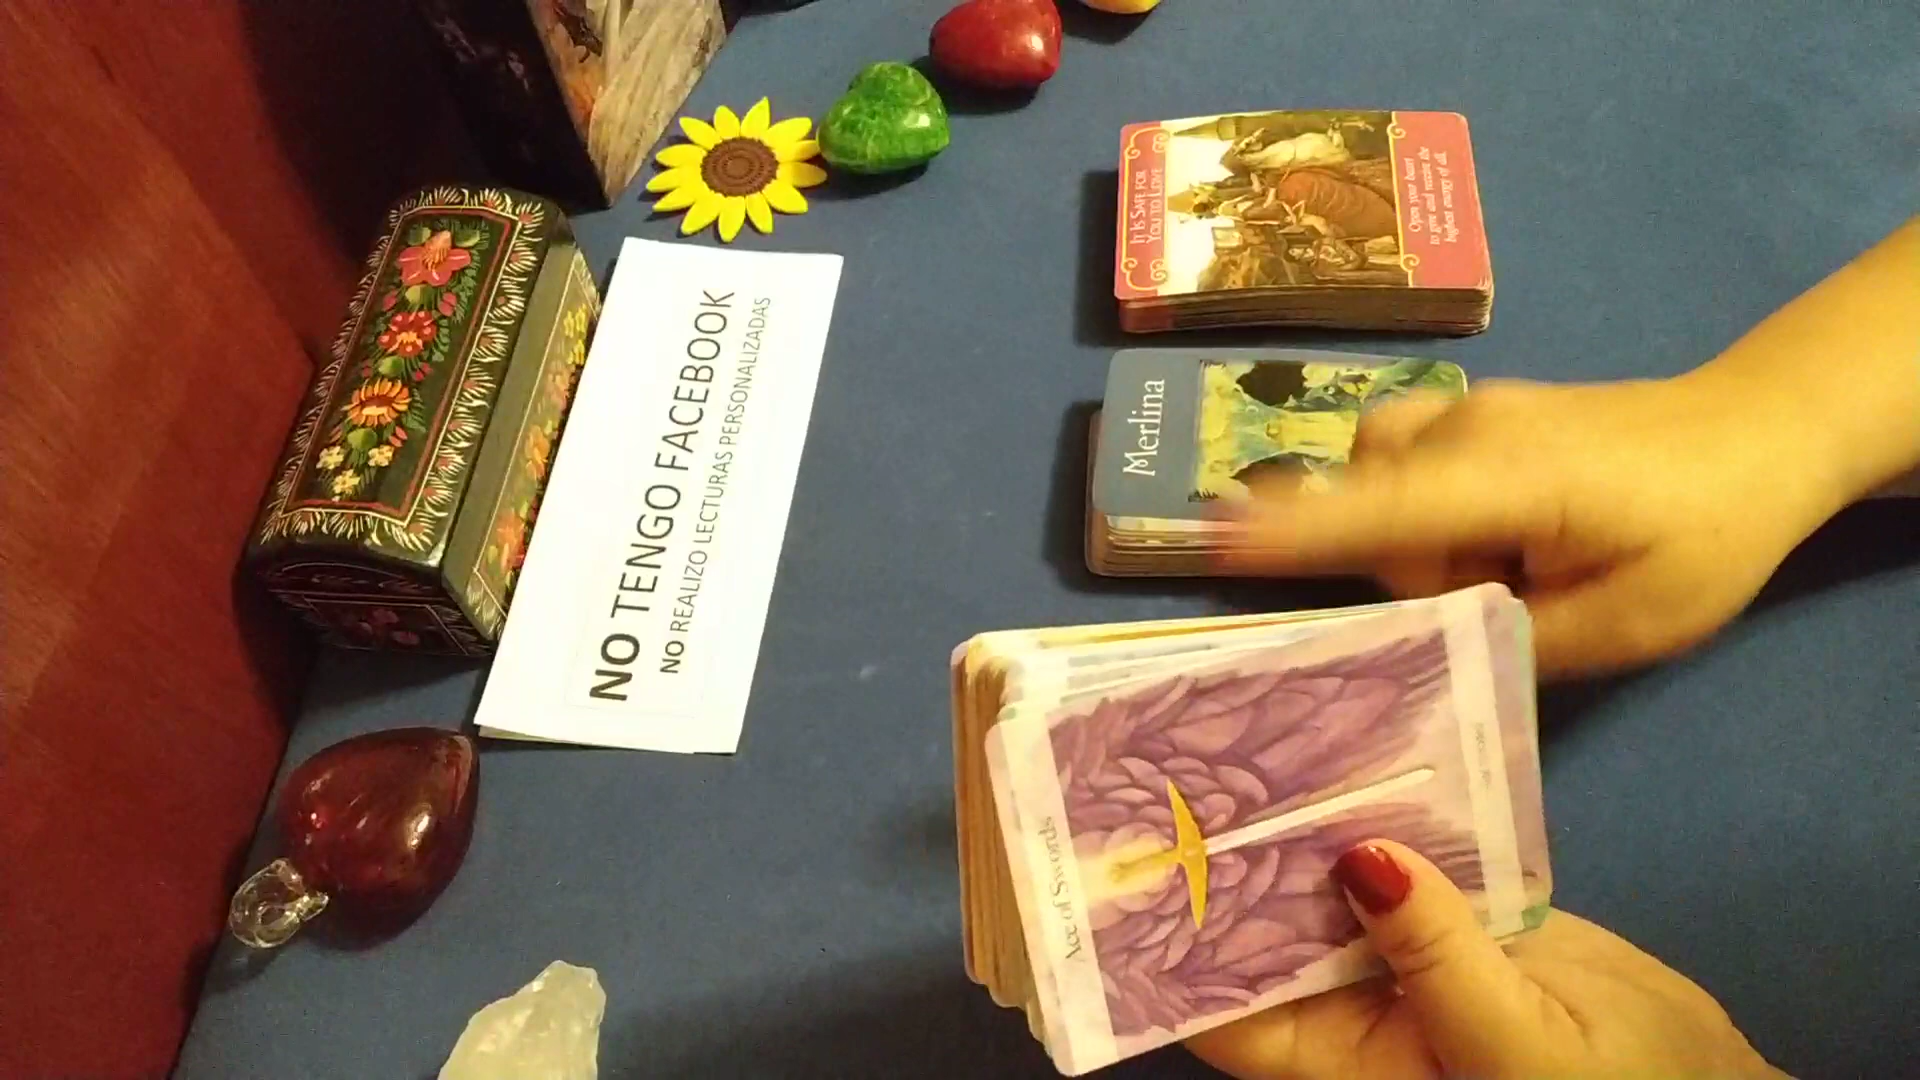 NO TENGO FACEBOOK
NO REALIZO LECTURAS PERSONALIZADAS
IT IS SAFE FOR
YOU TO LOVE
Open your heart
to give and receive the
highest energy of all.
Merlina
Ace of Swords